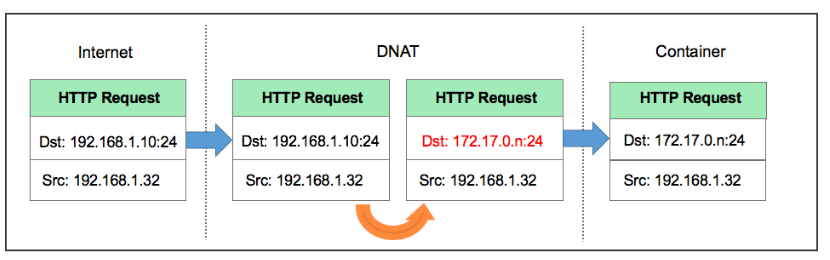 Internet
DNAT
Container
HTTP Request
HTTP Request
HTTP Request
HTTP Request
Dst: 192.168.1.10:24
Dst: 192.168.1.10:24
Dst: 172.17.0.n:24
Dst: 172.17.0.n:24
Src: 192.168.1.32
Src: 192.168.1.32
Src: 192.168.1.32
Src: 192.168.1.32